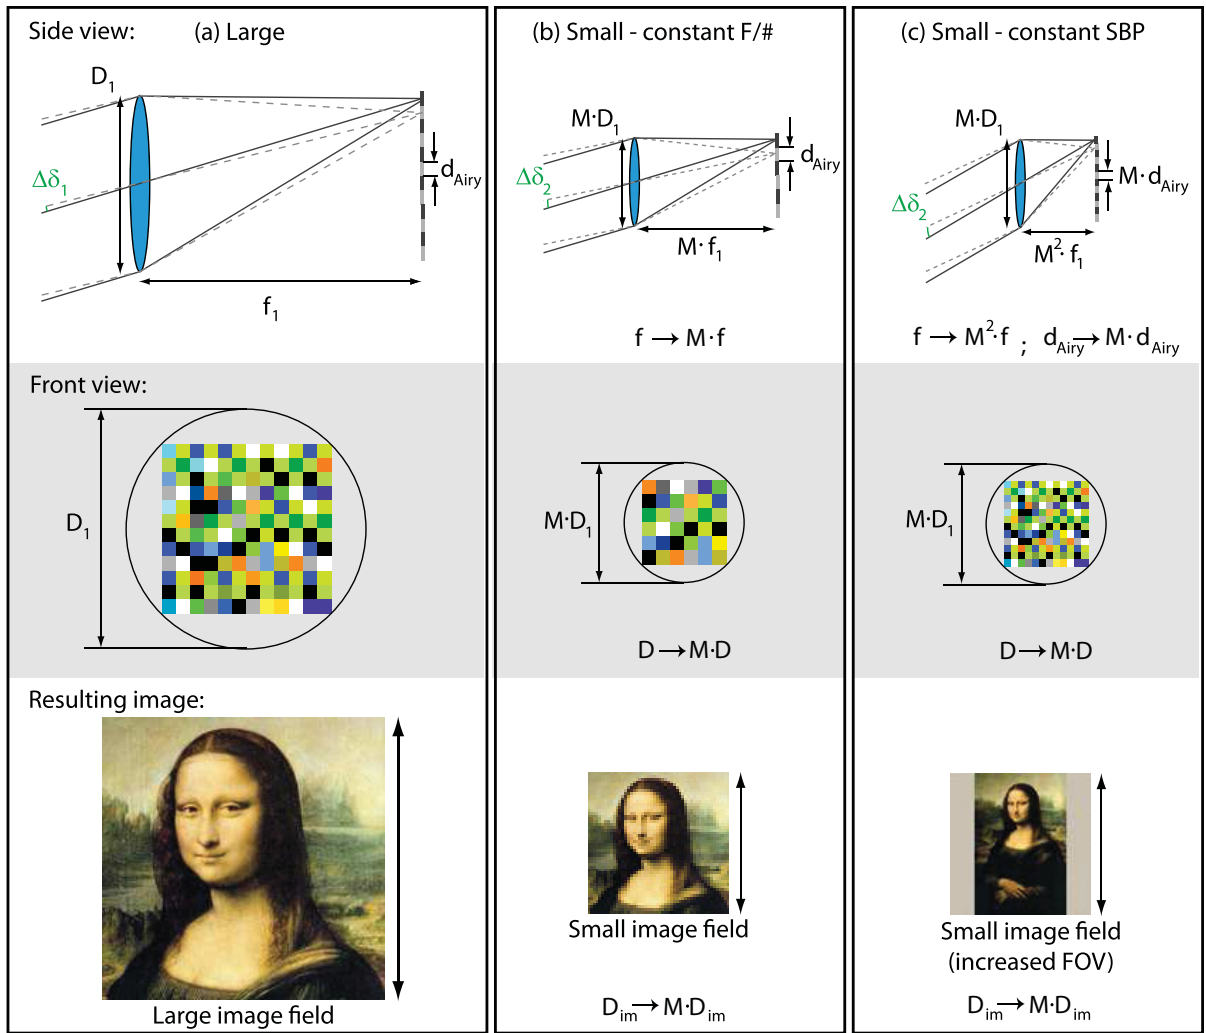 Side view: (a) Large
D1
Δδ1
dAiry
f1
(b) Small - constant F/#
M·D1
Δδ2
dAiry
M·f1
f → M·f
(c) Small - constant SBP
M·D1
Δδ2
M·dAiry
M²·f1
f → M²·f ; dAiry → M·dAiry
Front view:
D1
M·D1
D → M·D
M·D1
D → M·D
Resulting image:
Large image field
Small image field
Dim → M·Dim
Small image field
(increased FOV)
Dim → M·Dim